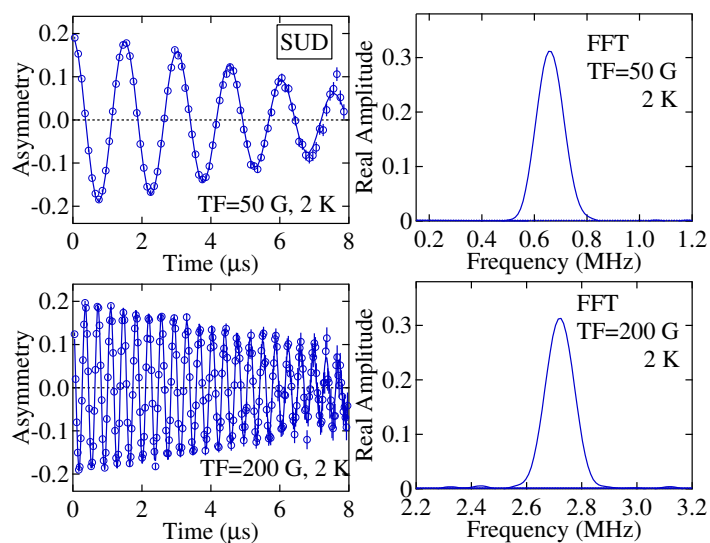 0.2
0.1
0.0
-0.1
-0.2
Asymmetry
SUD
TF=50 G, 2 K
0 2 4 6 8
Time (μs)
0.3
0.2
0.1
0
Real Amplitude
FFT
TF=50 G
2 K
0.2 0.4 0.6 0.8 1.0 1.2
Frequency (MHz)
0.2
0.1
0.0
-0.1
-0.2
Asymmetry
TF=200 G, 2 K
0 2 4 6 8
Time (μs)
0.3
0.2
0.1
0
Real Amplitude
FFT
TF=200 G
2 K
2.2 2.4 2.6 2.8 3.0 3.2
Frequency (MHz)